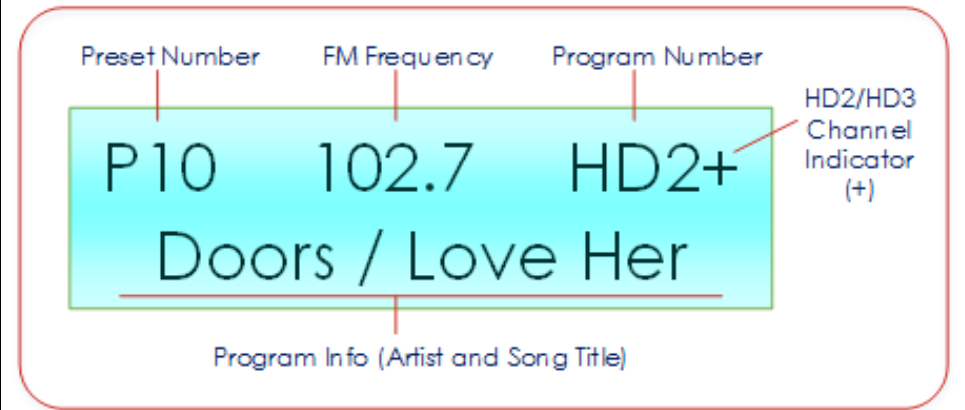 Preset Number
FM Frequency
Program Number
HD2/HD3
Channel
Indicator
(+)
P10 102.7 HD2+
Doors / Love Her
Program Info (Artist and Song Title)